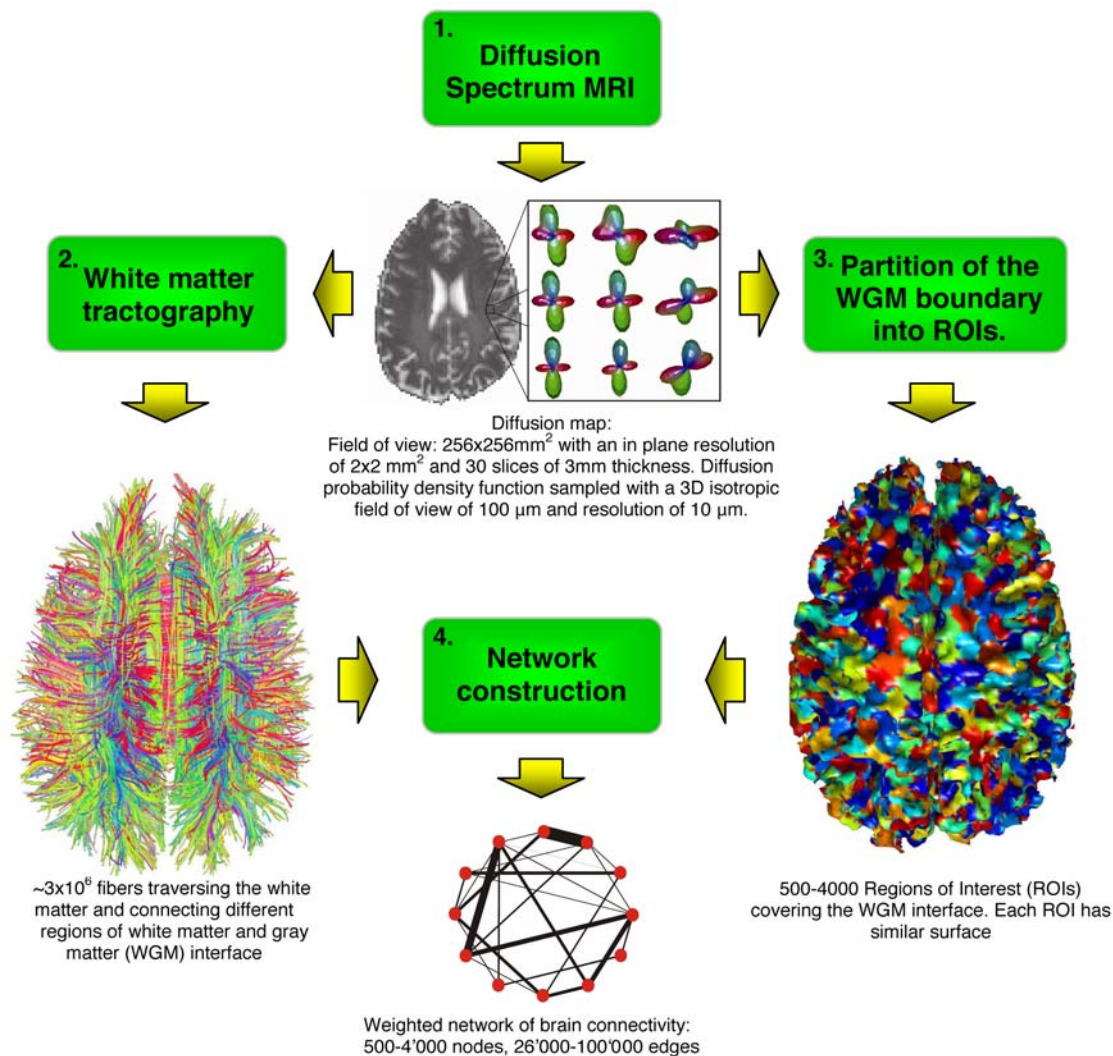 1.
Diffusion
Spectrum MRI
2.
White matter
tractography
3. Partition of the
WGM boundary
into ROIs.
Diffusion map:
Field of view: 256x256mm² with an in plane resolution
of 2x2 mm² and 30 slices of 3mm thickness. Diffusion
probability density function sampled with a 3D isotropic
field of view of 100 µm and resolution of 10 µm.
4.
Network
construction
~3x10⁶ fibers traversing the white
matter and connecting different
regions of white matter and gray
matter (WGM) interface
500-4000 Regions of Interest (ROIs)
covering the WGM interface. Each ROI has
similar surface
Weighted network of brain connectivity:
500-4'000 nodes, 26'000-100'000 edges